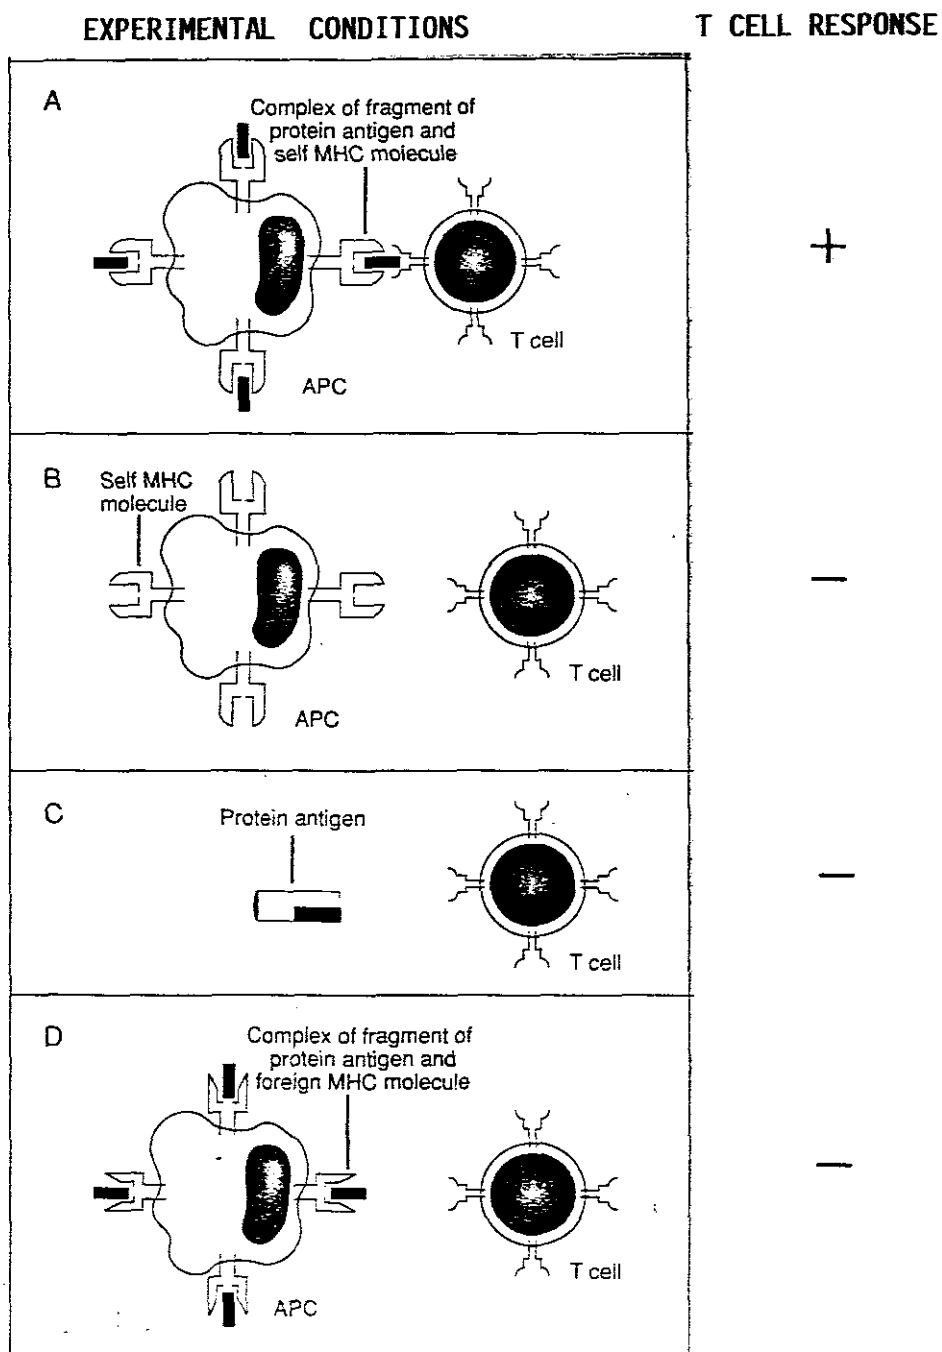 EXPERIMENTAL CONDITIONS
T CELL RESPONSE
A
Complex of fragment of
protein antigen and
self MHC molecule
+
T cell
APC
B
Self MHC
molecule
—
T cell
APC
C
Protein antigen
—
T cell
D
Complex of fragment of
protein antigen and
foreign MHC molecule
—
T cell
APC